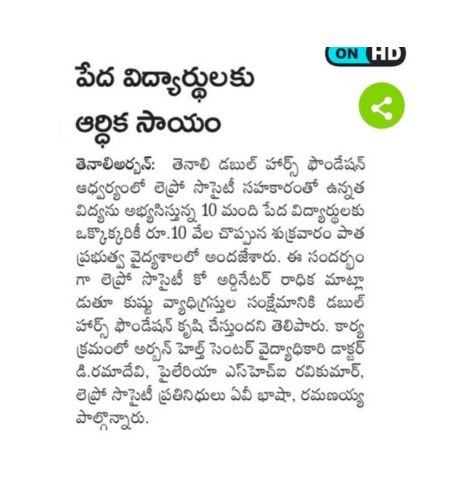 ON HD
పేద విద్యార్థులకు
ఆర్ధిక సాయం
తెనాలిఅర్బన్: తెనాలి డబుల్ హార్స్ ఫౌండేషన్
ఆధ్వర్యంలో లెప్రో సొసైటీ సహకారంతో ఉన్నత
విద్యను అభ్యసిస్తున్న 10 మంది పేద విద్యార్థులకు
ఒక్కొక్కరికీ రూ.10 వేల చొప్పున శుక్రవారం పాత
ప్రభుత్వ వైద్యశాలలో అందజేశారు. ఈ సందర్భం
గా లెప్రో సొసైటీ కో ఆర్డినేటర్ రాధిక మాట్లా
డుతూ కుష్టు వ్యాధిగ్రస్తుల సంక్షేమానికి డబుల్
హార్స్ ఫౌండేషన్ కృషి చేస్తుందని తెలిపారు. కార్య
క్రమంలో అర్బన్ హెల్త్ సెంటర్ వైద్యాధికారి డాక్టర్
డి.రమాదేవి, ఫైలేరియా ఎస్‌హెచ్ఐ రవికుమార్,
లెప్రో సొసైటీ ప్రతినిధులు ఏవీ భాషా, రమణయ్య
పాల్గొన్నారు.